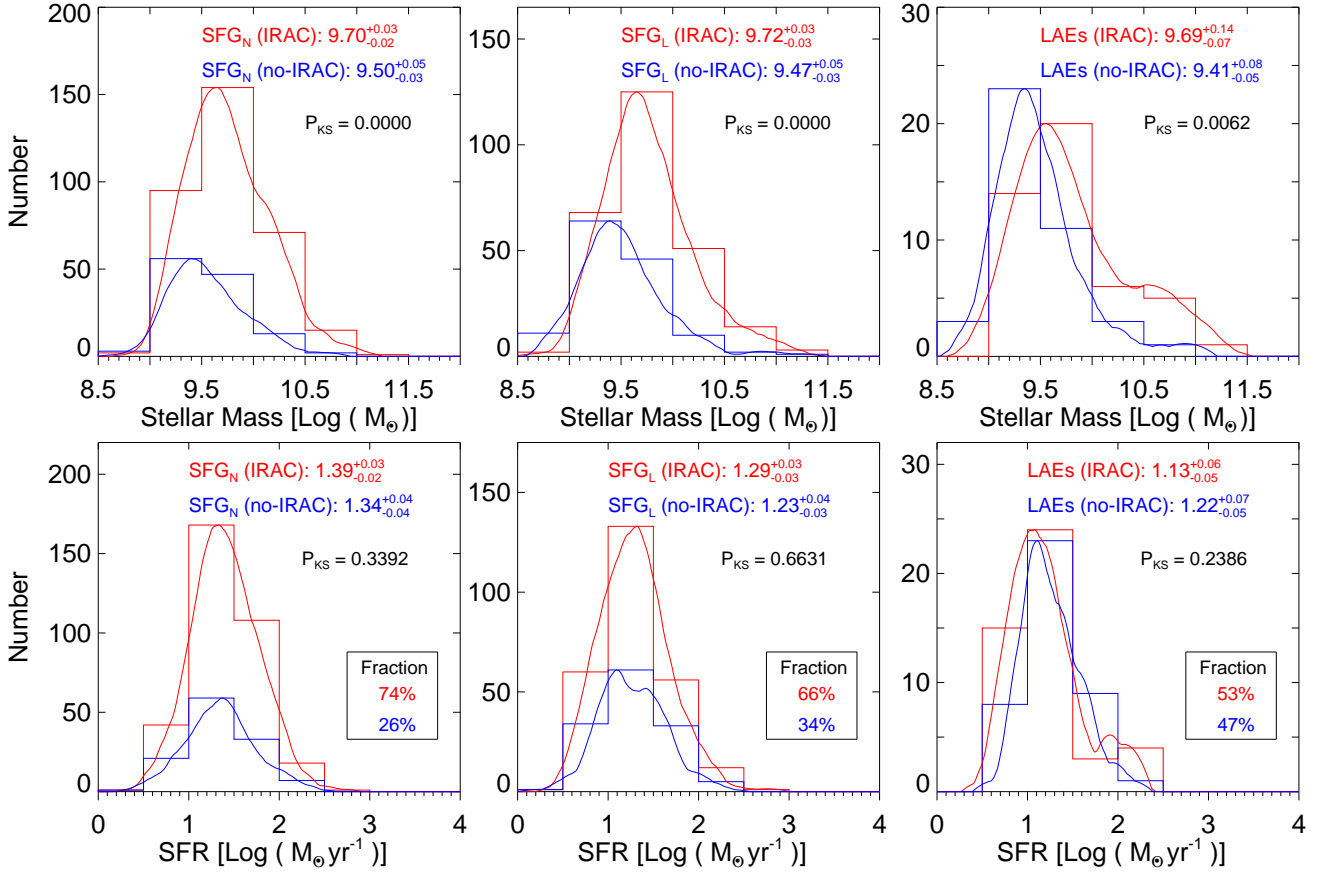 SFG_N (IRAC): 9.70^{+0.03}_{-0.02}
SFG_N (no-IRAC): 9.50^{+0.05}_{-0.03}
P_KS = 0.0000
200
150
100
50
0
Number
8.5 9.5 10.5 11.5
Stellar Mass [Log ( M_⊙)]
SFG_L (IRAC): 9.72^{+0.03}_{-0.03}
SFG_L (no-IRAC): 9.47^{+0.05}_{-0.03}
P_KS = 0.0000
150
100
50
0
8.5 9.5 10.5 11.5
Stellar Mass [Log ( M_⊙)]
LAEs (IRAC): 9.69^{+0.14}_{-0.07}
LAEs (no-IRAC): 9.41^{+0.08}_{-0.05}
P_KS = 0.0062
30
20
10
0
8.5 9.5 10.5 11.5
Stellar Mass [Log ( M_⊙)]
SFG_N (IRAC): 1.39^{+0.03}_{-0.02}
SFG_N (no-IRAC): 1.34^{+0.04}_{-0.04}
P_KS = 0.3392
Fraction
74%
26%
200
150
100
50
0
Number
0 1 2 3 4
SFR [Log ( M_⊙yr^{-1} )]
SFG_L (IRAC): 1.29^{+0.03}_{-0.03}
SFG_L (no-IRAC): 1.23^{+0.04}_{-0.03}
P_KS = 0.6631
Fraction
66%
34%
150
100
50
0
0 1 2 3 4
SFR [Log ( M_⊙yr^{-1} )]
LAEs (IRAC): 1.13^{+0.06}_{-0.05}
LAEs (no-IRAC): 1.22^{+0.07}_{-0.05}
P_KS = 0.2386
Fraction
53%
47%
30
20
10
0
0 1 2 3 4
SFR [Log ( M_⊙yr^{-1} )]